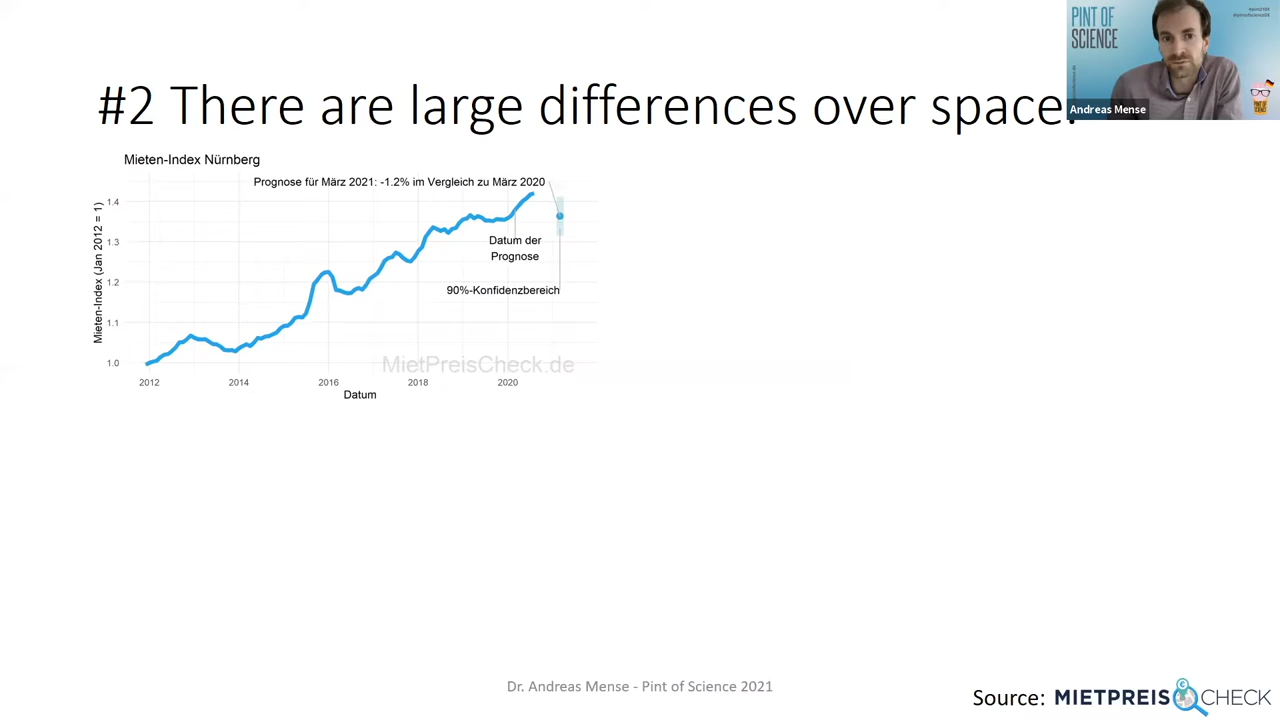 PINT OF
SCIENCE
Andreas Mense
#2 There are large differences over space.
Mieten-Index Nürnberg
Prognose für März 2021: -1.2% im Vergleich zu März 2020
Mieten-Index (Jan 2012 = 1)
1.4
1.3
1.2
1.1
1.0
Datum der
Prognose
90%-Konfidenzbereich
MietPreisCheck.de
2012
2014
2016
2018
2020
Datum
Dr. Andreas Mense - Pint of Science 2021
Source: MIETPREIS CHECK